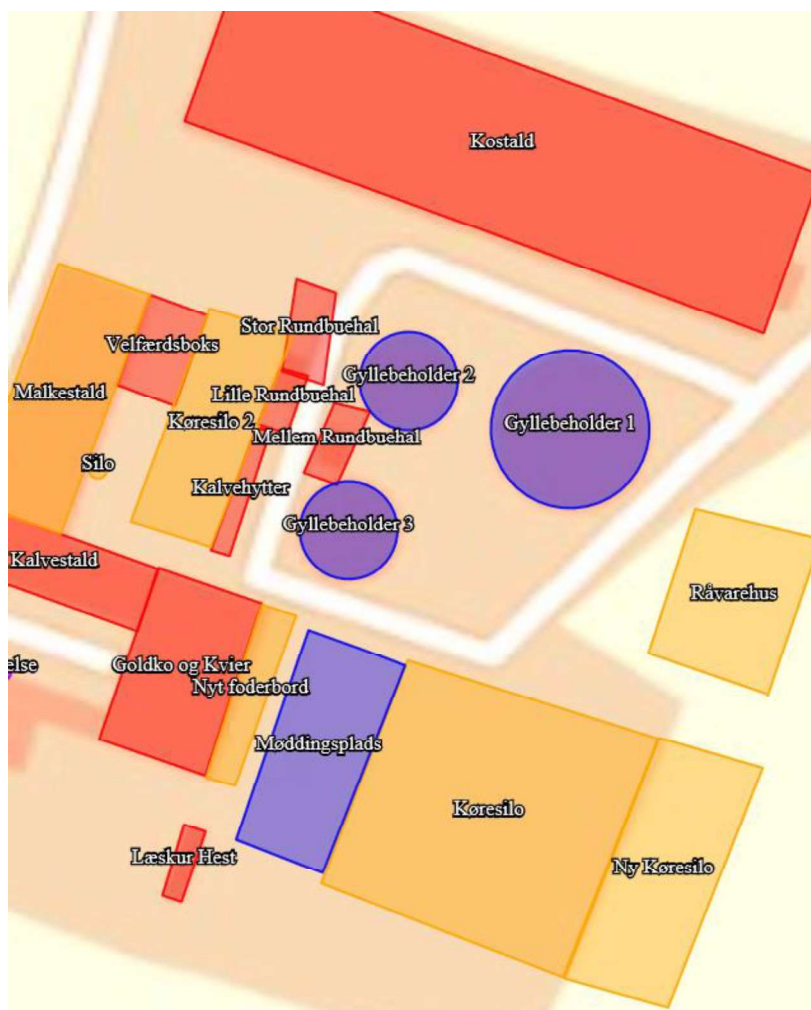 Kostald
Stor Rundbuehal
Velfærdsboks
Gyllebeholder 2
Malkestald
Lille Rundbuehal
Køresilo 2
Gyllebeholder 1
Mellem Rundbuehal
Silo
Kalvehytter
Gyllebeholder 3
Kalvestald
Råvarehus
else
Goldko og Kvier
Nyt foderbord
Møddingsplads
Køresilo
Læskur Hest
Ny Køresilo